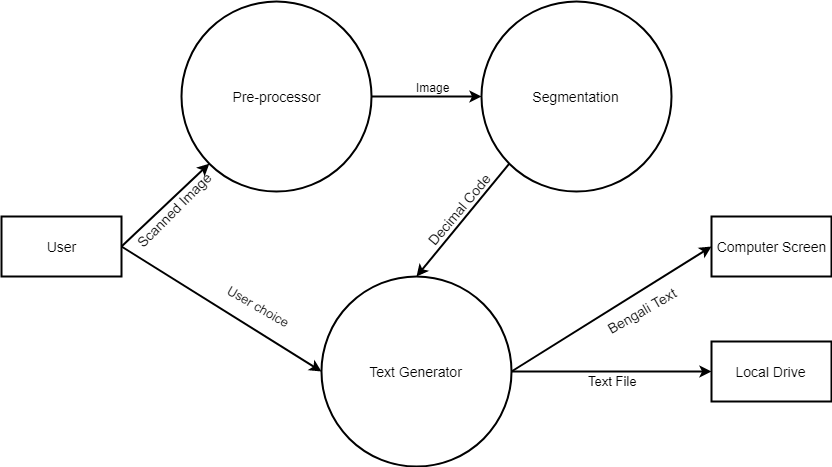 Pre-processor
Image
Segmentation
Scanned Image
Decimal Code
User
Computer Screen
User choice
Bengali Text
Text Generator
Text File
Local Drive